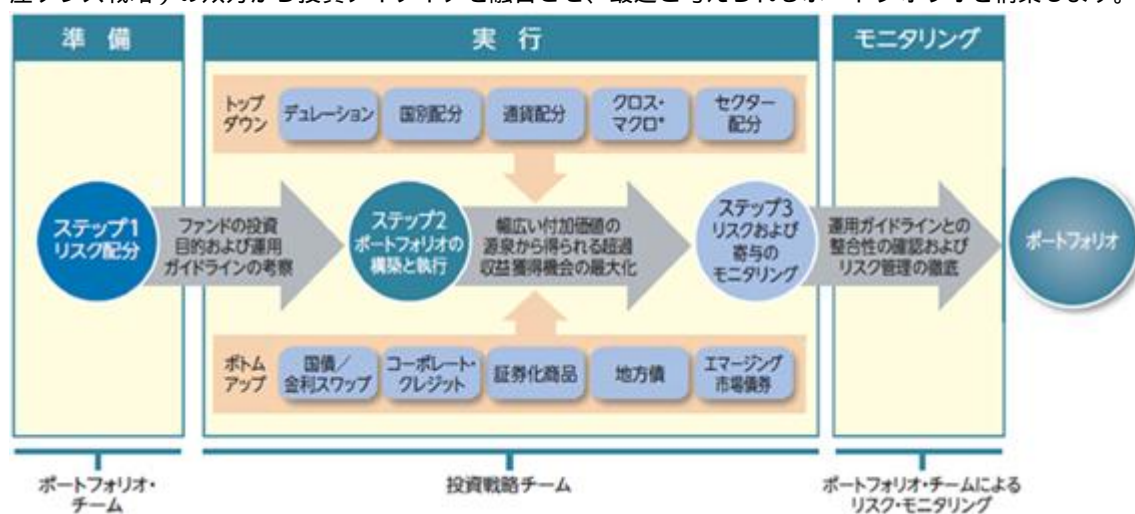 準 備
実 行
モニタリング
トップ
ダウン
デュレーション
国別配分
通貨配分
クロス・
マクロ*
セクター
配分
ステップ1
リスク配分
ファンドの投資
目的および運用
ガイドラインの考察
ステップ2
ポートフォリオの
構築と執行
幅広い付加価値の
源泉から得られる超過
収益獲得機会の最大化
ステップ3
リスクおよび
寄与の
モニタリング
運用ガイドラインとの
整合性の確認および
リスク管理の徹底
ポートフォリオ
ボトム
アップ
国債／
金利スワップ
コーポレート・
クレジット
証券化商品
地方債
エマージング
市場債券
ポートフォリオ・
チーム
投資戦略チーム
ポートフォリオ・チームによる
リスク・モニタリング